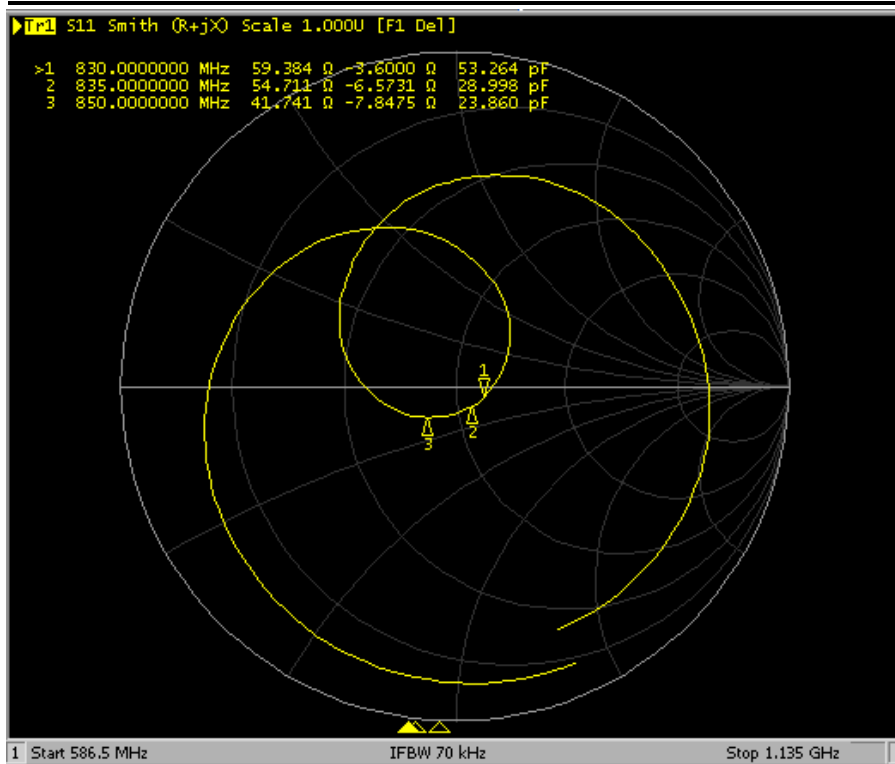 Tr1 S11 Smith (R+jX) Scale 1.000U [F1 Del]
>1 830.0000000 MHz 59.384 Ω -3.6000 Ω 53.264 pF
2 835.0000000 MHz 54.711 Ω -6.5731 Ω 28.998 pF
3 850.0000000 MHz 41.741 Ω -7.8475 Ω 23.860 pF
1
2
3
1 Start 586.5 MHz IFBW 70 kHz Stop 1.135 GHz